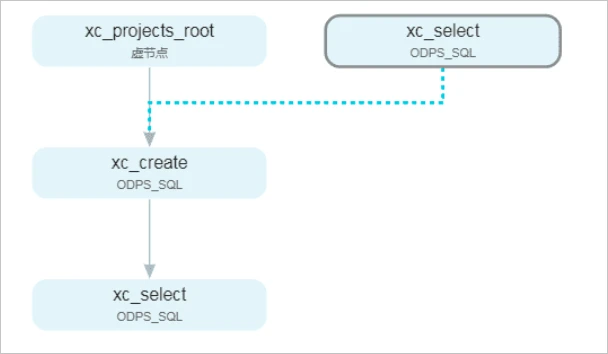 xc_projects_root
虚节点
xc_select
ODPS_SQL
xc_create
ODPS_SQL
xc_select
ODPS_SQL